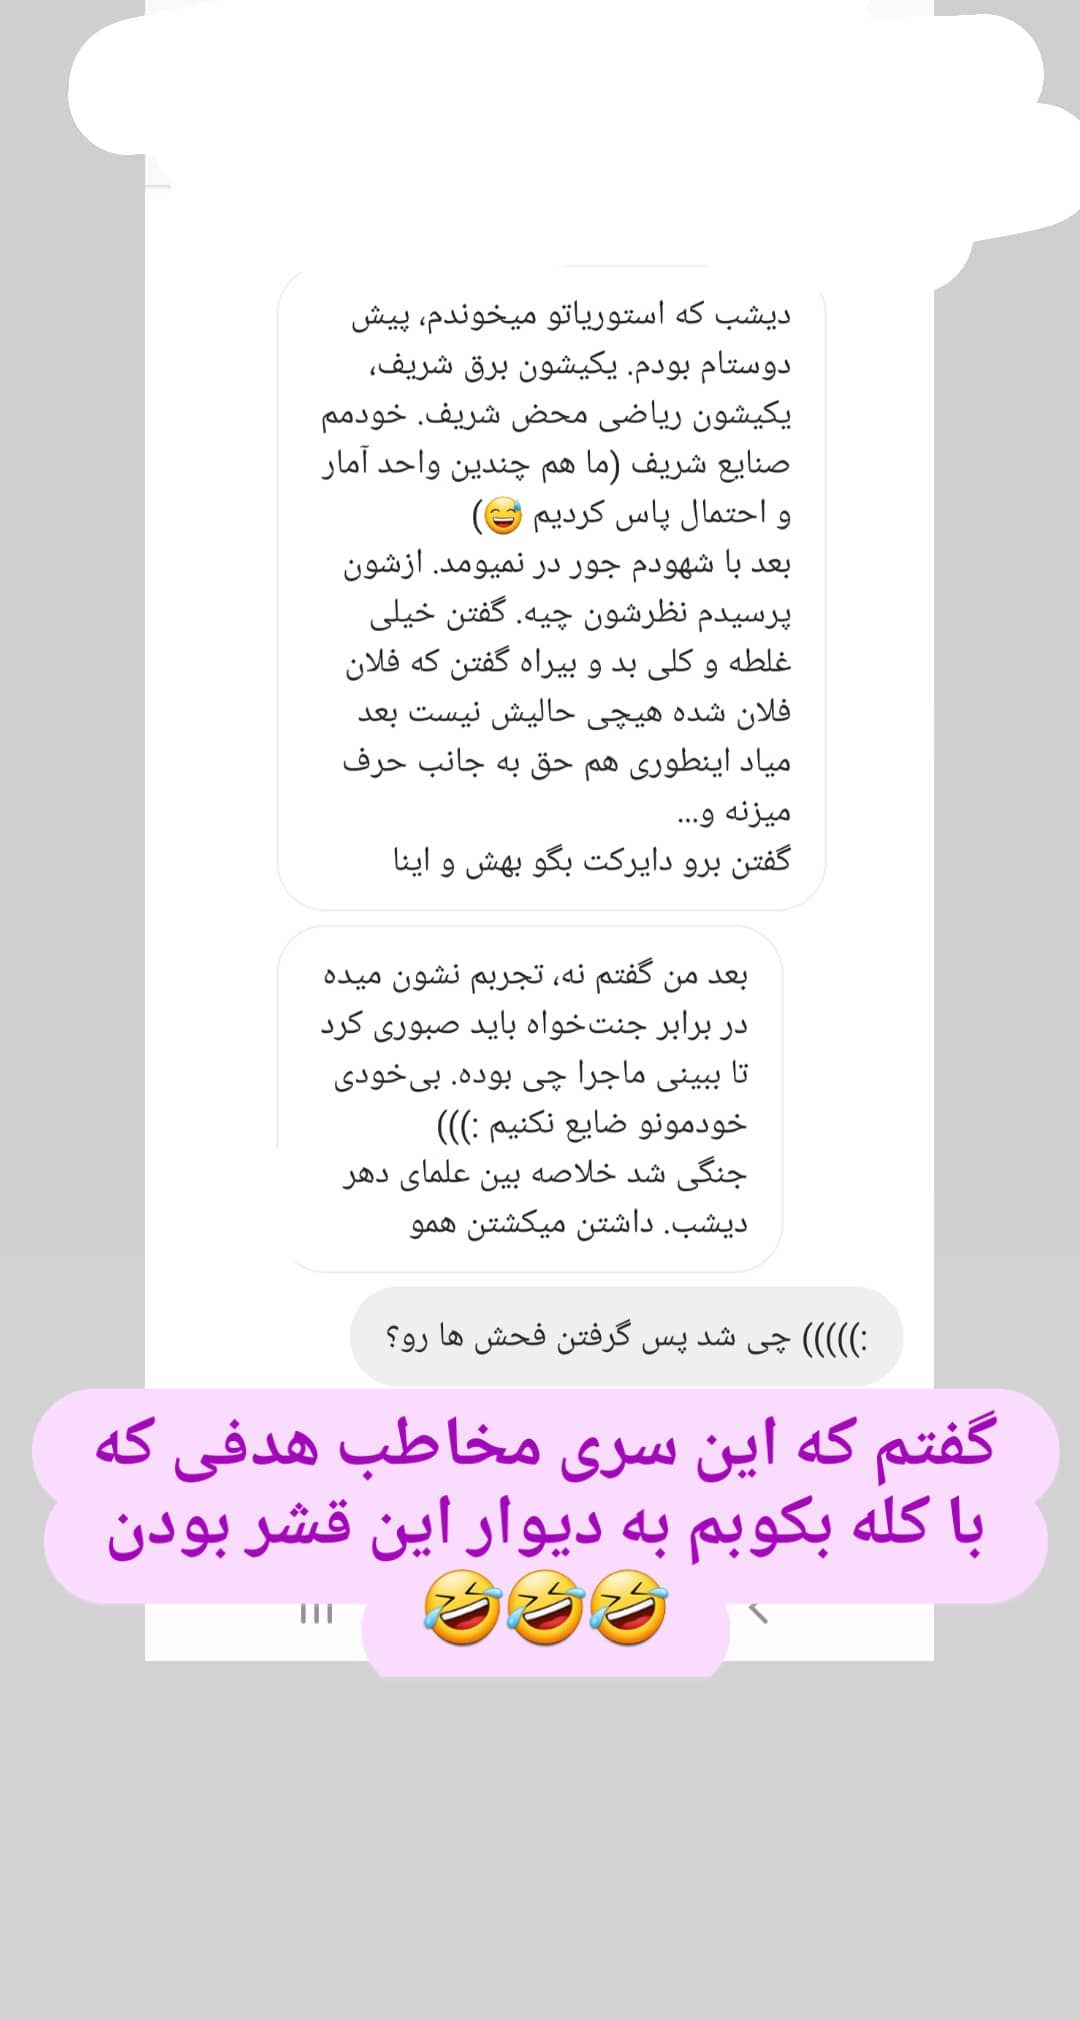 دیشب که استوریاتو میخوندم، پیش
دوستام بودم. یکیشون برق شریف،
یکیشون ریاضی محض شریف. خودمم
صنایع شریف (ما هم چندین واحد آمار
و احتمال پاس کردیم 😅)
بعد با شهودم جور در نمیومد. ازشون
پرسیدم نظرشون چیه. گفتن خیلی
غلطه و کلی بد و بیراه گفتن که فلان
فلان شده هیچی حالیش نیست بعد
میاد اینطوری هم حق به جانب حرف
میزنه و...
گفتن برو دایرکت بگو بهش و اینا
بعد من گفتم نه، تجربم نشون میده
در برابر جنت‌خواه باید صبوری کرد
تا ببینی ماجرا چی بوده. بی‌خودی
خودمونو ضایع نکنیم :)))
جنگی شد خلاصه بین علمای دهر
دیشب. داشتن میکشتن همو
:))))) چی شد پس گرفتن فحش ها رو؟
گفتم که این سری مخاطب هدفی که
با کله بکوبم به دیوار این قشر بودن
🤣🤣🤣